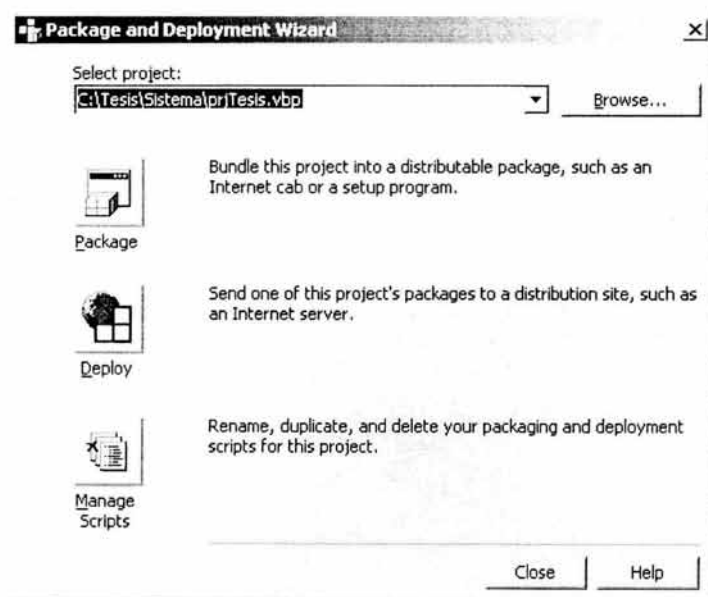 Package and Deployment Wizard
Select project:
C:\Tesis\Sistema\prjTesis.vbp
Browse...
Bundle this project into a distributable package, such as an
Internet cab or a setup program.
Package
Send one of this project's packages to a distribution site, such as
an Internet server.
Deploy
Rename, duplicate, and delete your packaging and deployment
scripts for this project.
Manage
Scripts
Close
Help